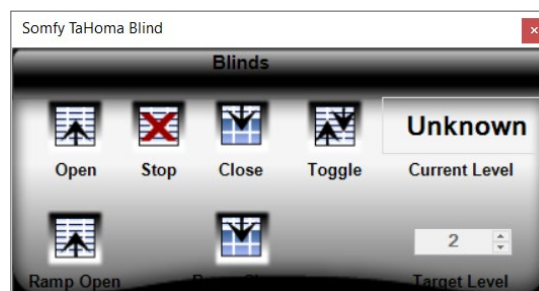 Somfy TaHoma Blind
Blinds
Unknown
Open Stop Close Toggle Current Level
2
Ramp Open Target Level